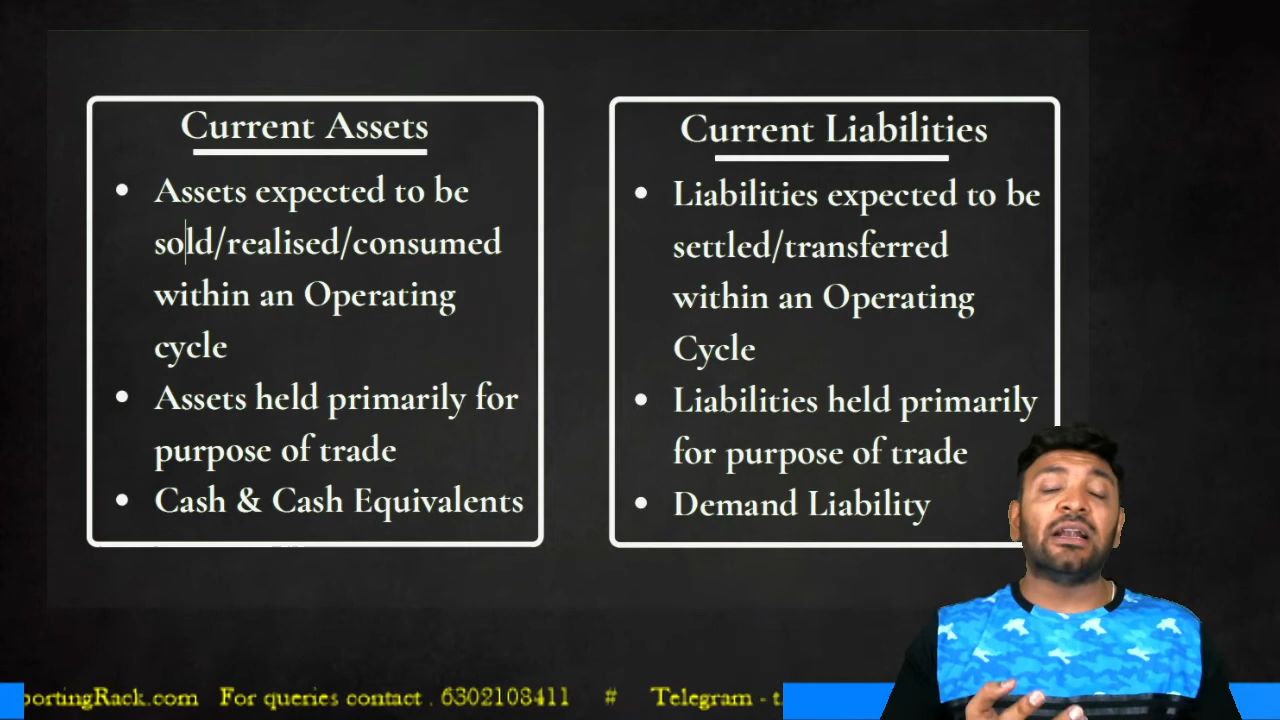 Current Assets
• Assets expected to be
sold/realised/consumed
within an Operating
cycle
• Assets held primarily for
purpose of trade
• Cash & Cash Equivalents
Current Liabilities
• Liabilities expected to be
settled/transferred
within an Operating
Cycle
• Liabilities held primarily
for purpose of trade
• Demand Liability
portingRack.com For queries contact . 6302108411 # Telegram - t